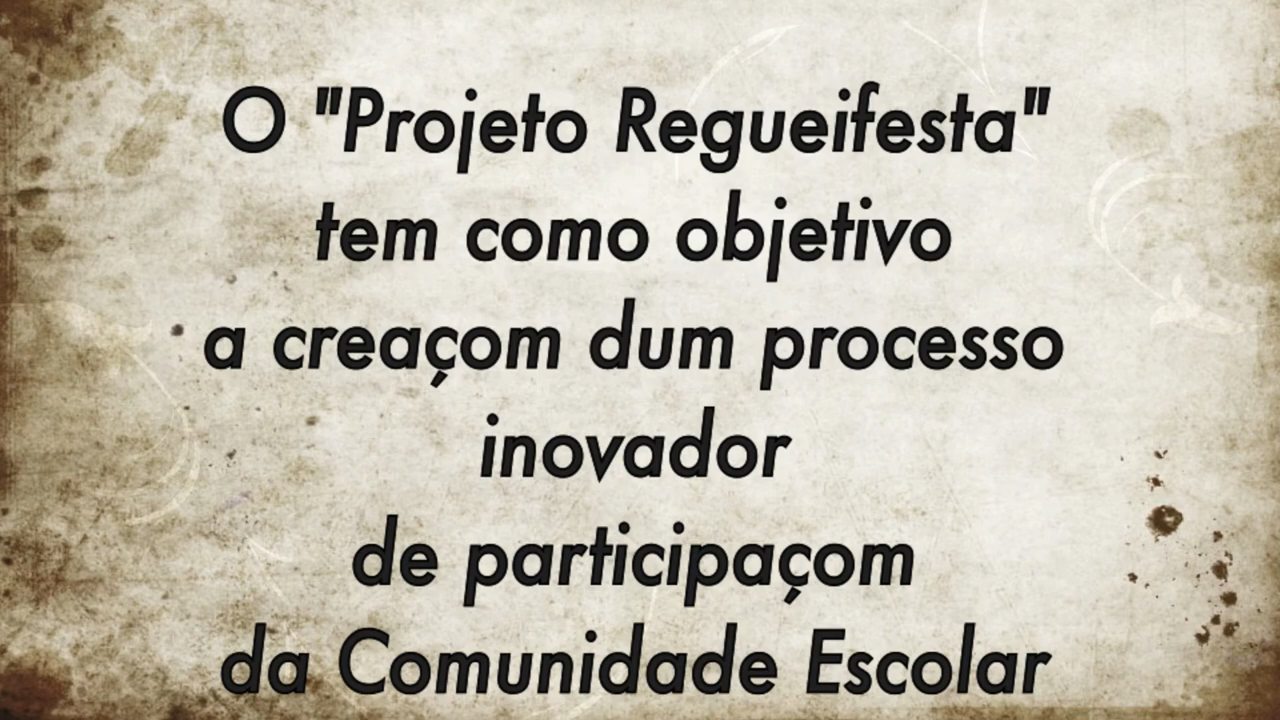 O "Projeto Regueifesta"
tem como objetivo
a creaçom dum processo
inovador
de participaçom
da Comunidade Escolar